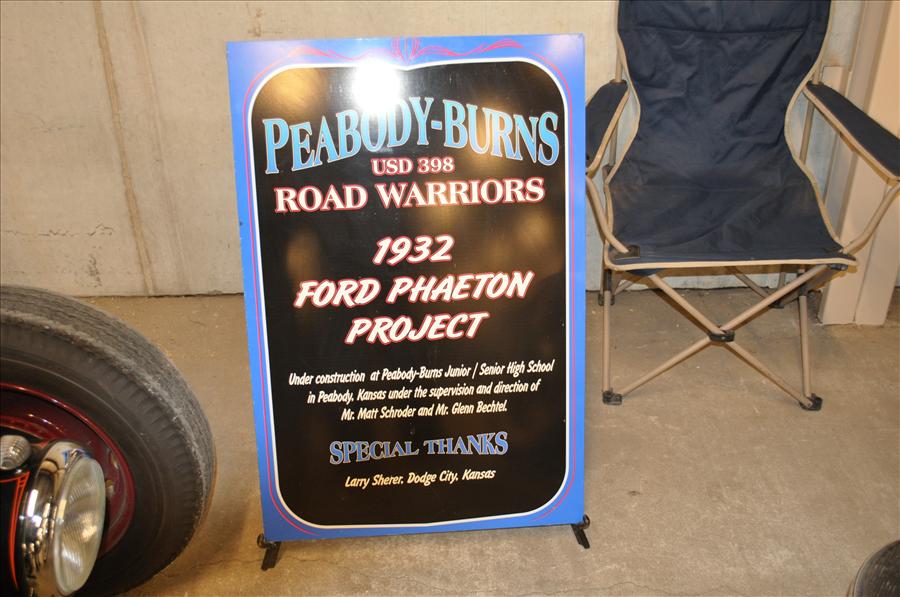 PEABODY-BURNS
USD 398
ROAD WARRIORS
1932
FORD PHAETON
PROJECT
Under construction at Peabody-Burns Junior / Senior High School
in Peabody, Kansas under the supervision and direction of
Mr. Matt Schroder and Mr. Glenn Bechtel.
SPECIAL THANKS
Larry Sherer, Dodge City, Kansas